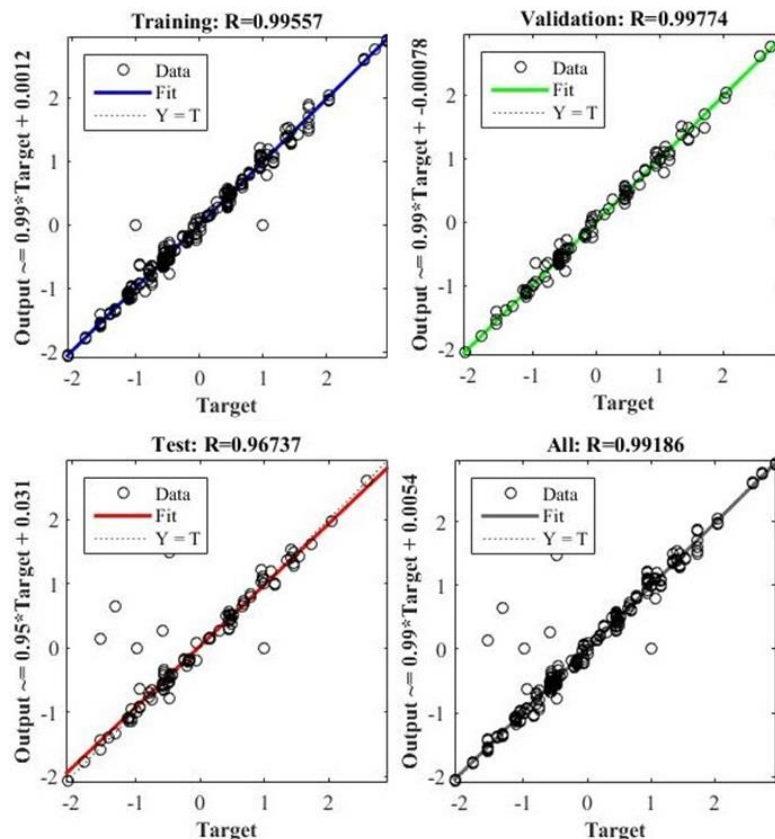 Training: R=0.99557
Output ~= 0.99*Target + 0.0012
Data
Fit
Y = T
2
1
0
-1
-2
-2
-1
0
1
2
Target
Validation: R=0.99774
Output ~= 0.99*Target + -0.00078
Data
Fit
Y = T
2
1
0
-1
-2
-2
-1
0
1
2
Target
Test: R=0.96737
Output ~= 0.95*Target + 0.031
Data
Fit
Y = T
2
1
0
-1
-2
-2
-1
0
1
2
Target
All: R=0.99186
Output ~= 0.99*Target + 0.0054
Data
Fit
Y = T
2
1
0
-1
-2
-2
-1
0
1
2
Target